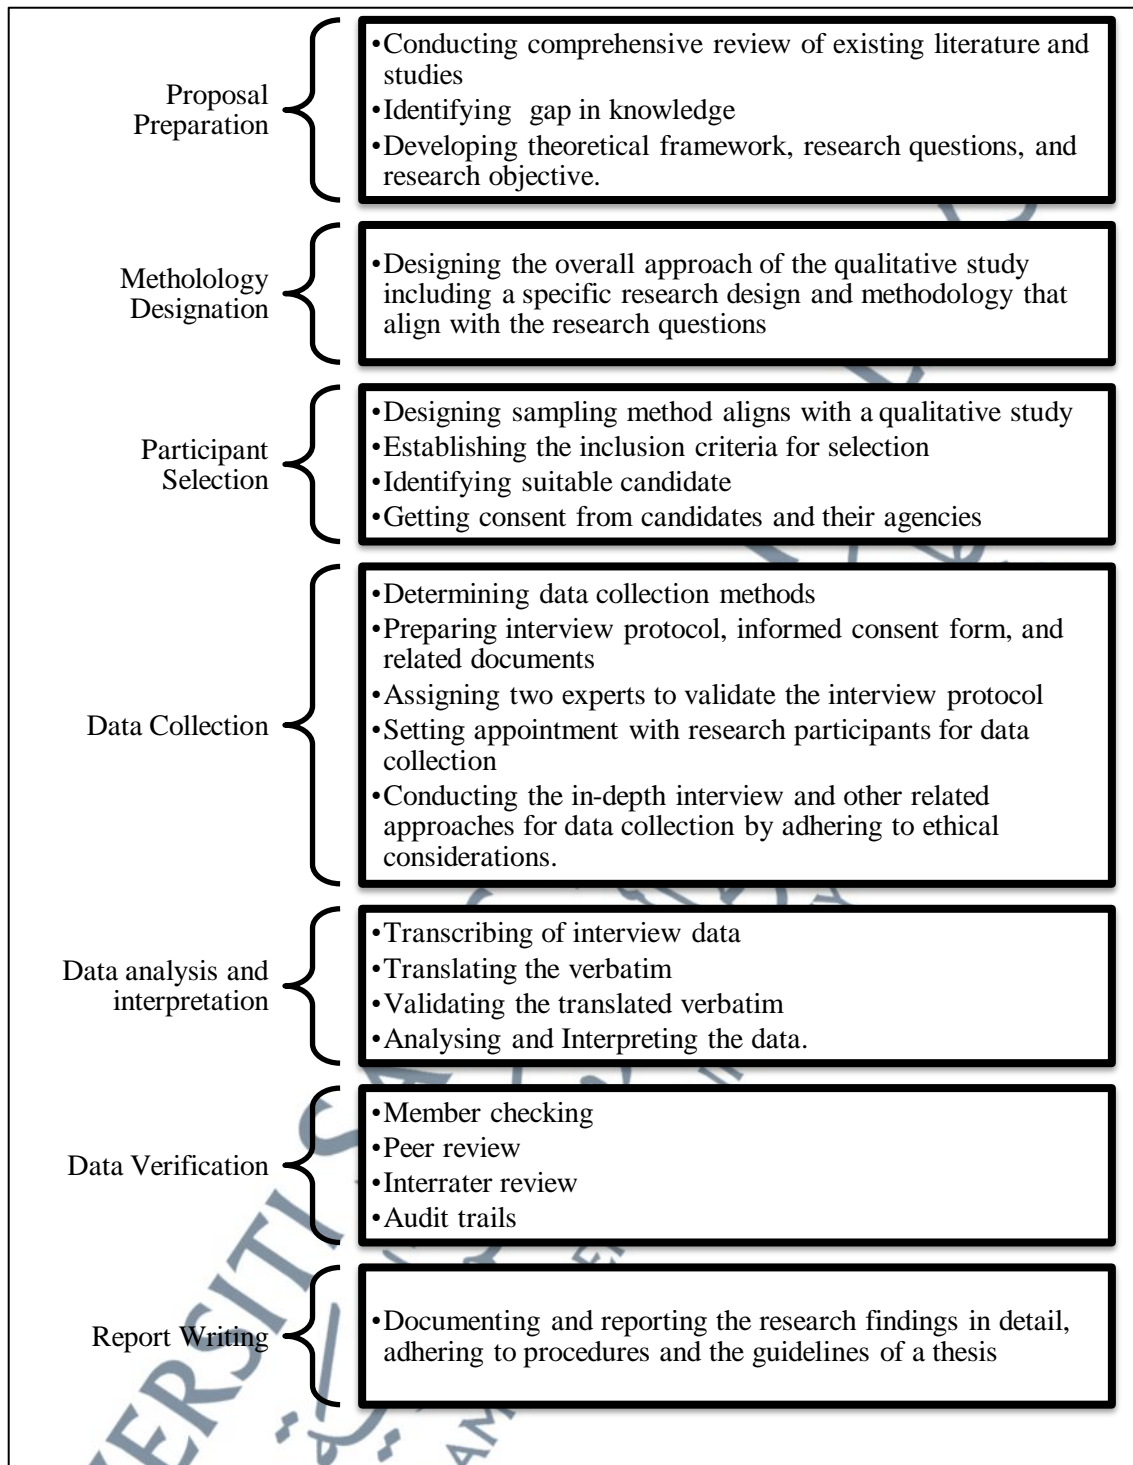 Proposal
Preparation
•Conducting comprehensive review of existing literature and
studies
•Identifying gap in knowledge
•Developing theoretical framework, research questions, and
research objective.
Metholology
Designation
•Designing the overall approach of the qualitative study
including a specific research design and methodology that
align with the research questions
Participant
Selection
•Designing sampling method aligns with a qualitative study
•Establishing the inclusion criteria for selection
•Identifying suitable candidate
•Getting consent from candidates and their agencies
Data Collection
•Determining data collection methods
•Preparing interview protocol, informed consent form, and
related documents
•Assigning two experts to validate the interview protocol
•Setting appointment with research participants for data
collection
•Conducting the in-depth interview and other related
approaches for data collection by adhering to ethical
considerations.
Data analysis and
interpretation
•Transcribing of interview data
•Translating the verbatim
•Validating the translated verbatim
•Analysing and Interpreting the data.
Data Verification
•Member checking
•Peer review
•Interrater review
•Audit trails
Report Writing
•Documenting and reporting the research findings in detail,
adhering to procedures and the guidelines of a thesis